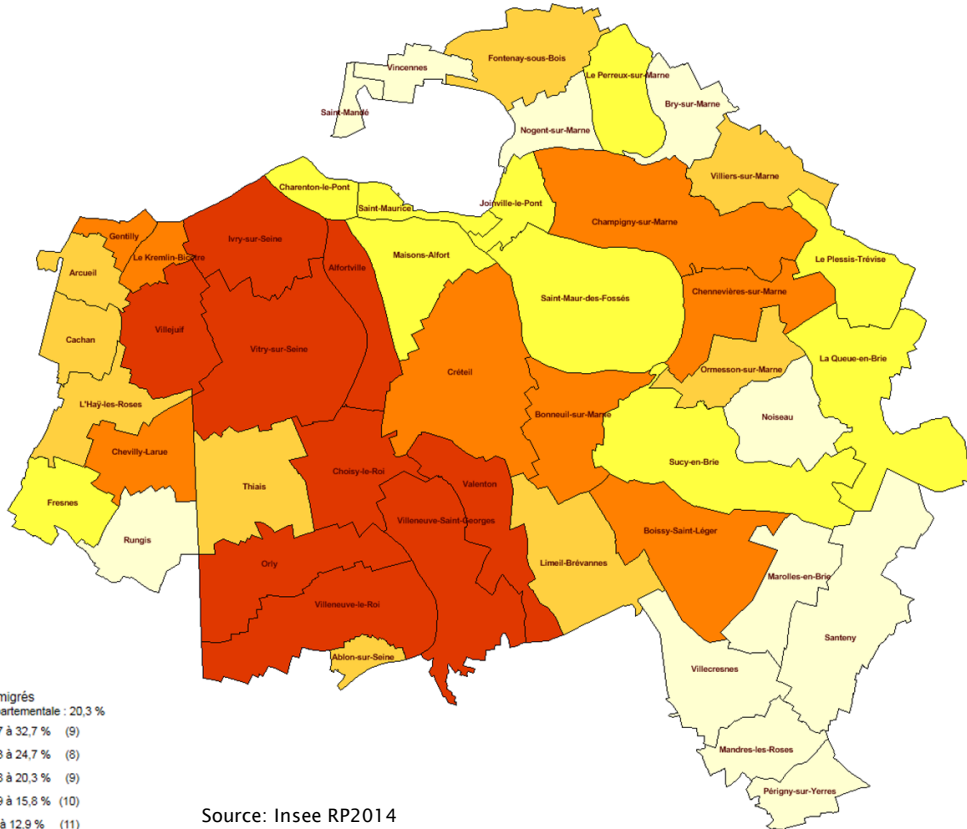 Fontenay-sous-Bois
Vincennes
Le Perreux-sur-Marne
Bry-sur-Marne
Saint-Mandé
Nogent-sur-Marne
Villiers-sur-Marne
Charenton-le-Pont
Saint-Maurice
Joinville-le-Pont
Champigny-sur-Marne
Gentilly
Ivry-sur-Seine
Le Kremlin-Bicêtre
Maisons-Alfort
Le Plessis-Trévise
Arcueil
Alfortville
Chennevières-sur-Marne
Saint-Maur-des-Fossés
Villejuif
Cachan
Vitry-sur-Seine
La Queue-en-Brie
Créteil
Ormesson-sur-Marne
L'Haÿ-les-Roses
Bonneuil-sur-Marne
Noiseau
Chevilly-Larue
Sucy-en-Brie
Choisy-le-Roi
Thiais
Valenton
Fresnes
Villeneuve-Saint-Georges
Boissy-Saint-Léger
Rungis
Orly
Limeil-Brévannes
Marolles-en-Brie
Villeneuve-le-Roi
Santeny
Ablon-sur-Seine
Villecresnes
Mandres-les-Roses
Périgny-sur-Yerres
migrés
partementale : 20,3 %
7 à 32,7 % (9)
3 à 24,7 % (8)
3 à 20,3 % (9)
9 à 15,8 % (10)
à 12.9 % (11)
Source: Insee RP2014